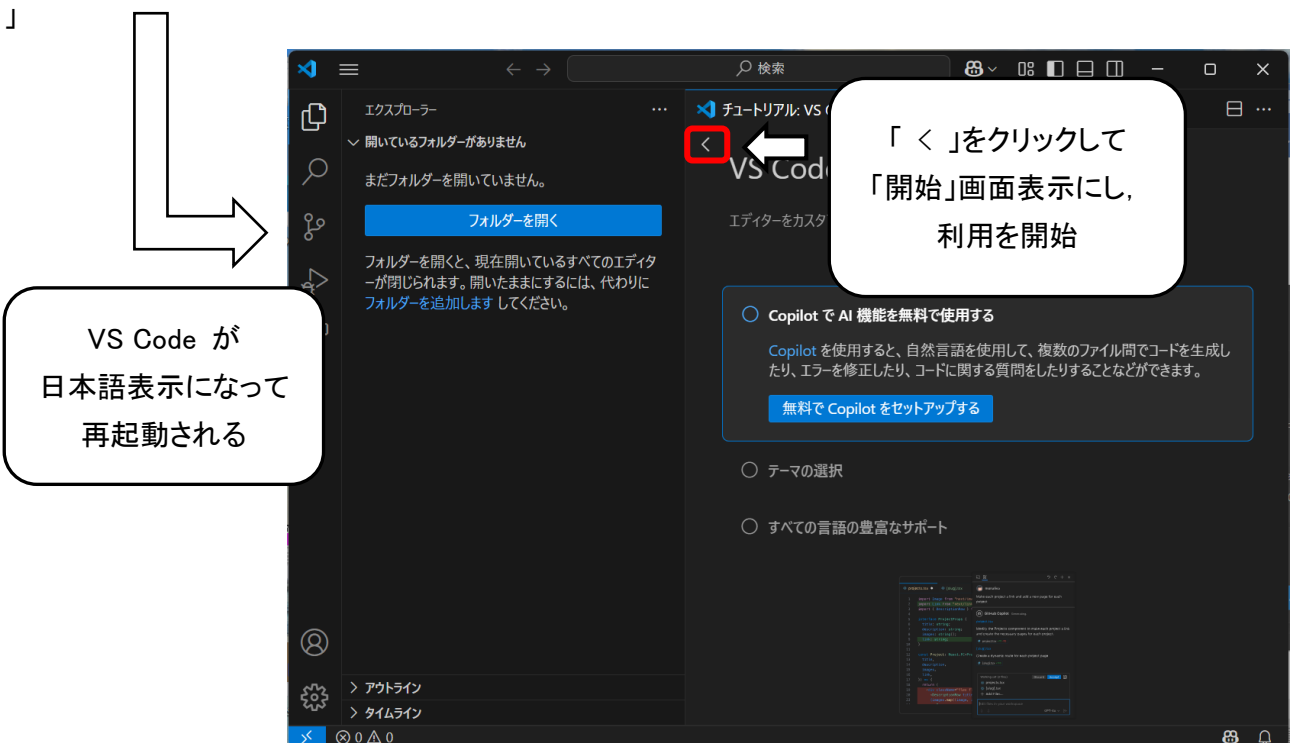 」
検索
エクスプローラー
チュートリアル: VS
開いているフォルダーがありません
まだフォルダーを開いていません。
フォルダーを開く
フォルダーを開くと、現在開いているすべてのエディタ
ーが閉じられます。開いたままにするには、代わりに
フォルダーを追加します してください。
VS Code が
日本語表示になって
再起動される
「 < 」をクリックして
「開始」画面表示にし,
利用を開始
<
VS Cod
エディターをカスタ
Copilot で AI 機能を無料で使用する
Copilot を使用すると、自然言語を使用して、複数のファイル間でコードを生成し
たり、エラーを修正したり、コードに関する質問をしたりすることなどができます。
無料で Copilot をセットアップする
テーマの選択
すべての言語の豊富なサポート
アウトライン
タイムライン
0 0